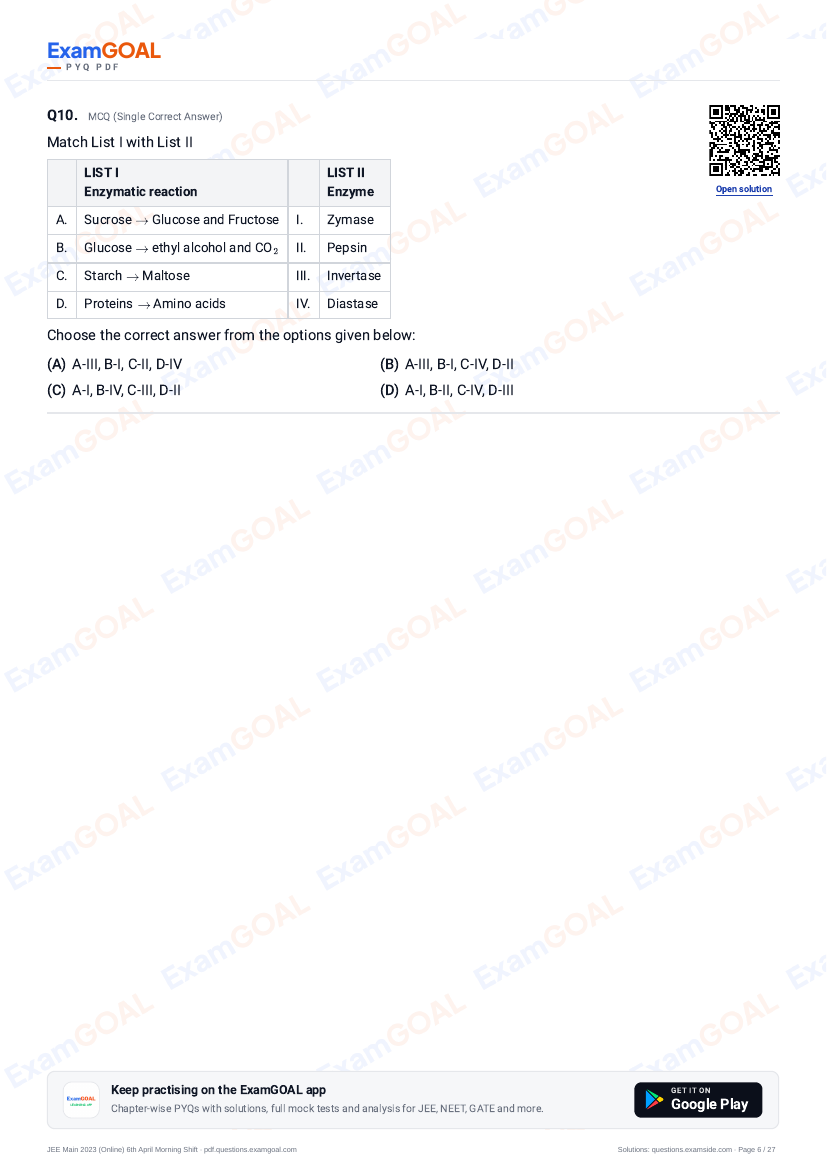 ExamGOAL
PYQ PDF
Q10. MCQ (Single Correct Answer)
Match List I with List II
LIST I LIST II
Enzymatic reaction Enzyme
A. Sucrose → Glucose and Fructose I. Zymase
B. Glucose → ethyl alcohol and CO₂ II. Pepsin
C. Starch → Maltose III. Invertase
D. Proteins → Amino acids IV. Diastase
Open solution
Choose the correct answer from the options given below:
(A) A-III, B-I, C-II, D-IV (B) A-III, B-I, C-IV, D-II
(C) A-I, B-IV, C-III, D-II (D) A-I, B-II, C-IV, D-III
Keep practising on the ExamGOAL app
Chapter-wise PYQs with solutions, full mock tests and analysis for JEE, NEET, GATE and more.
ExamGOAL
GET IT ON
Google Play
JEE Main 2023 (Online) 6th April Morning Shift · pdf.questions.examgoal.com Solutions: questions.examside.com · Page 6 / 27